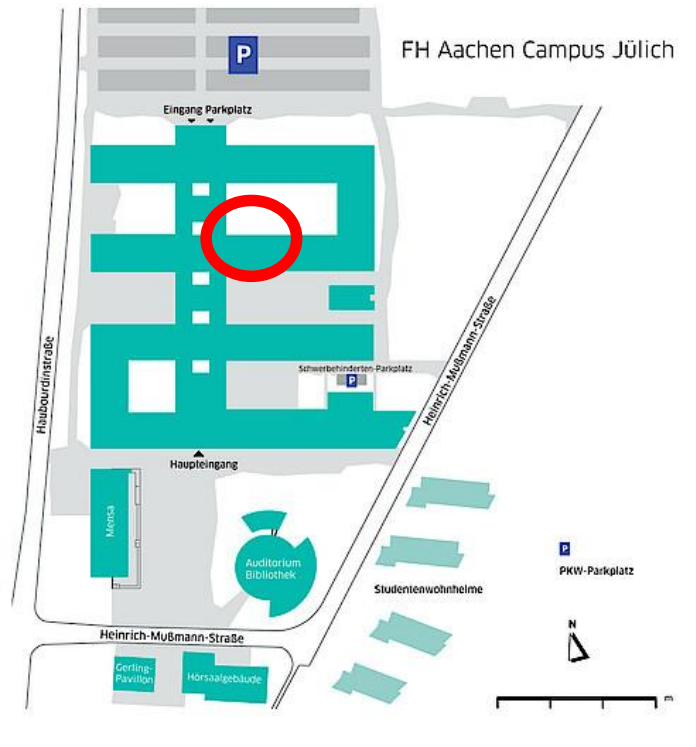 P
FH Aachen Campus Jülich
Eingang Parkplatz
Haubourdinstraße
Heinrich-Mußmann-Straße
Schwerbehinderten-Parkplatz
P
Haupteingang
Mensa
Auditorium
Bibliothek
P
PKW-Parkplatz
Studentenwohnheime
N
Heinrich-Mußmann-Straße
Gerling-
Pavillon
Hörsaalgebäude